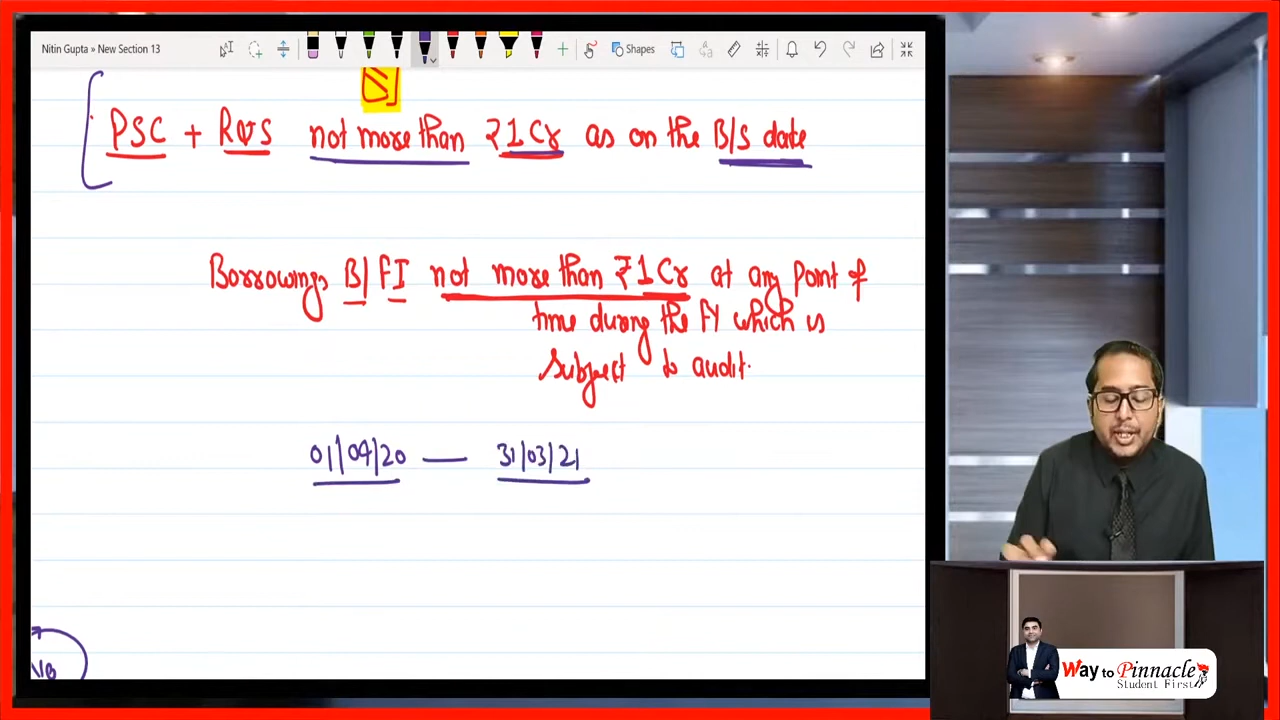 Nitin Gupta » New Section 13
Shapes
PSC + R&S not more than ₹1 Cr as on the B/S date
Borrowings B/FI not more than ₹1 Cr at any point of
time during the FY which is
subject to audit.
01/04/20 — 31/03/21
Way to Pinnacle
Student First